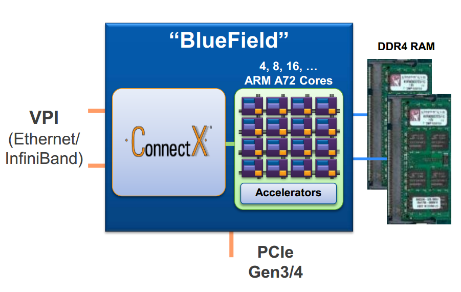 “BlueField”
4, 8, 16, …
ARM A72 Cores
DDR4 RAM
VPI
(Ethernet/
InfiniBand)
ConnectX
Accelerators
PCIe
Gen3/4